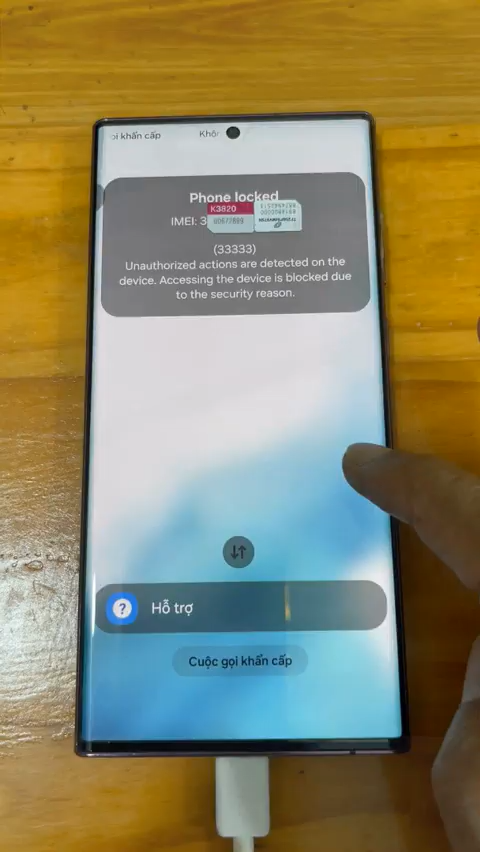 ọi khẩn cấp Khôn
Phone locked
IMEI: 3
K3820
(33333)
Unauthorized actions are detected on the
device. Accessing the device is blocked due
to the security reason.
Hỗ trợ
Cuộc gọi khẩn cấp